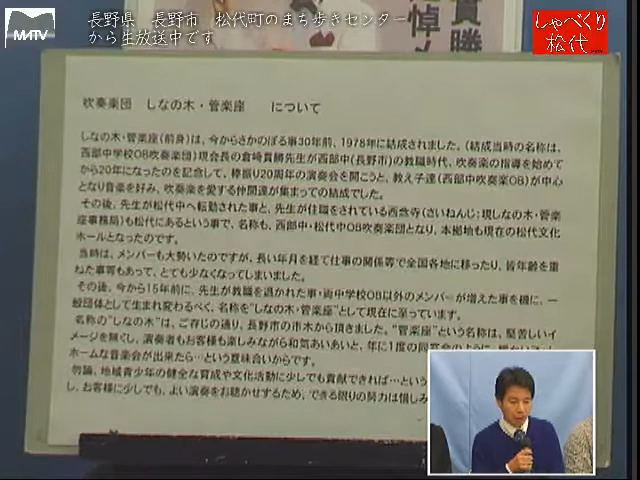 長野県 長野市 松代町のまち歩きセンター
から生放送中です
MATV
しゃべくり
松代
貴勝
悼
吹奏楽団 しなの木・管楽座 について
しなの木・管楽座(前身)は、今からさかのぼる事30年前、1978年に結成されました。(結成当時の名称は、
西部中学校OB吹奏楽団)現会長の倉崎貴勝先生が西部中(長野市)の教職時代、吹奏楽の指導を始めて
から20年になったのを記念して、棒振り20周年の演奏会を開こうと、教え子達(西部中吹奏楽OB)が中心
となり音楽を好み、吹奏楽を愛する仲間達が集まっての結成でした。
その後、先生が松代中へ転勤された事と、先生が住職をされている西念寺(さいねんじ:現しなの木・管楽
座事務局)も松代にあるという事で、名称も、西部中・松代中OB吹奏楽団となり、本拠地も現在の松代文化
ホールとなったのです。
当時は、メンバーも大勢いたのですが、長い年月を経て仕事の関係等で全国各地に移ったり、皆年齢を重
ねた事等もあって、とても少なくなってしまいました。
その後、今から15年前に、先生が教職を退かれた事・両中学校OB以外のメンバーが増えた事を機に、一
般団体として生まれ変わるべく、名称を"しなの木・管楽座"として現在に至っています。
名称の"しなの木"は、ご存じの通り、長野市の市木から頂きました。"管楽座"という名称は、堅苦しいイ
メージを無くし、演奏者もお客様も楽しみながら和気あいあいと、年に1度の同窓会のように、
ホームな音楽会が出来たら…という意味合いからです。
勿論、地域青少年の健全な育成や文化活動に少しでも貢献できれば…という
し、お客様に少しでも、よい演奏をお聴かせするため、できる限りの努力は惜しみ